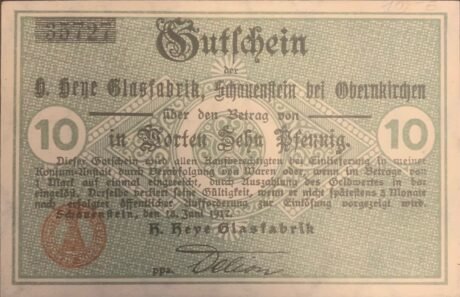 35727
Gutschein
der
H. Heye Glasfabrik, Schauenstein bei Obernkirchen
über den Betrag von
10 in Worten Zehn Pfennig. 10
Dieser Gutschein wird allen Kaufberechtigten bei Einlieferung in meiner
Konsum-Anstalt durch Verabfolgung von Waren oder, wenn im Betrage von
1 Mark auf einmal eingereicht, durch Auszahlung des Geldwertes in bar
eingelöst. Derselbe verliert seine Gültigkeit, wenn er nicht spätestens 3 Monate
nach erfolgter öffentlicher Aufforderung zur Einlösung vorgezeigt wird.
Schauenstein, den 18. Juni 1917.
H. Heye Glasfabrik
ppa.